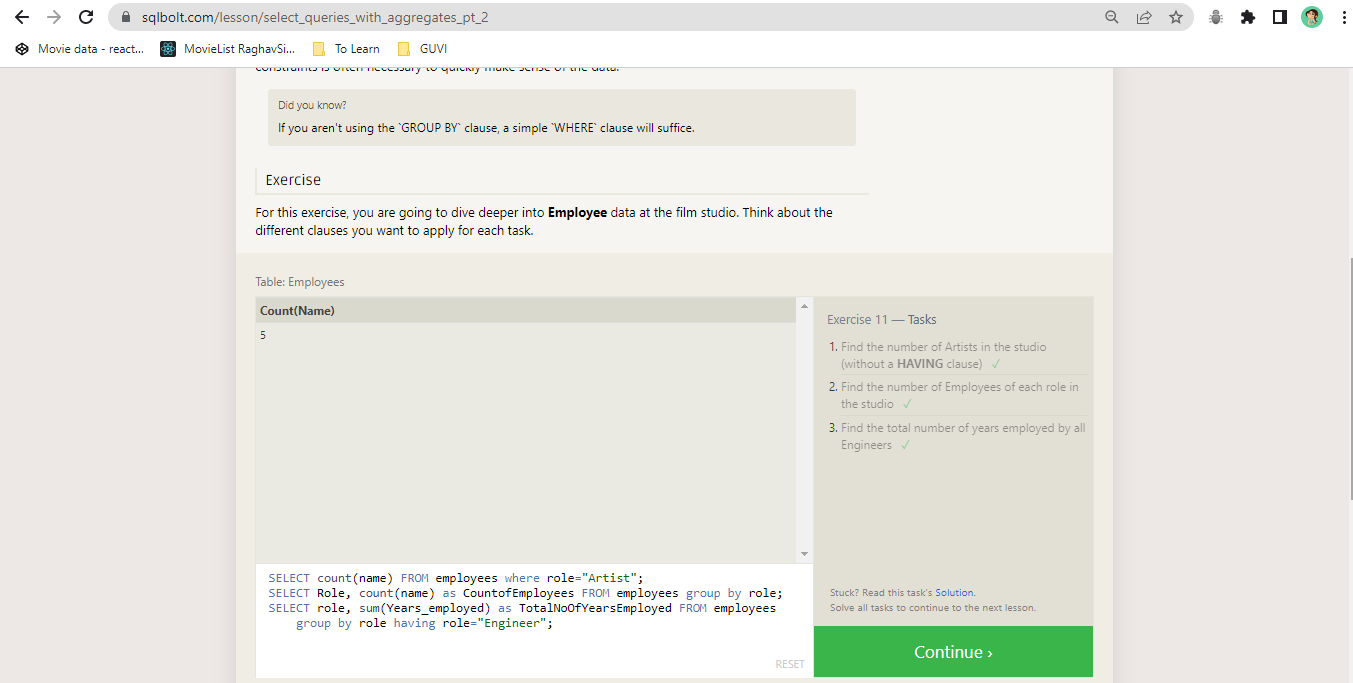 sqlbolt.com/lesson/select_queries_with_aggregates_pt_2
Movie data - react... MovieList RaghavSi... To Learn GUVI
constraints is often necessary to quickly make sense of the data.
Did you know?
If you aren't using the `GROUP BY` clause, a simple `WHERE` clause will suffice.
Exercise
For this exercise, you are going to dive deeper into Employee data at the film studio. Think about the
different clauses you want to apply for each task.
Table: Employees
Count(Name)
5
SELECT count(name) FROM employees where role="Artist";
SELECT Role, count(name) as CountofEmployees FROM employees group by role;
SELECT role, sum(Years_employed) as TotalNoOfYearsEmployed FROM employees
group by role having role="Engineer";
RESET
Exercise 11 — Tasks
1. Find the number of Artists in the studio
(without a HAVING clause) ✓
2. Find the number of Employees of each role in
the studio ✓
3. Find the total number of years employed by all
Engineers ✓
Stuck? Read this task's Solution.
Solve all tasks to continue to the next lesson.
Continue ›